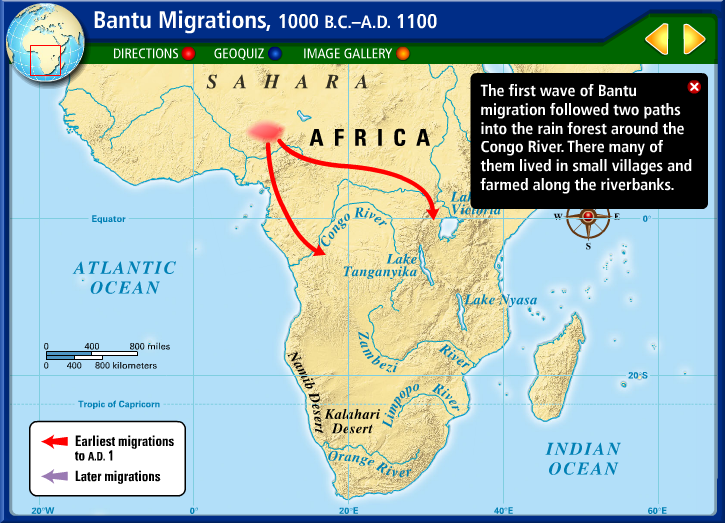 Bantu Migrations, 1000 B.C.–A.D. 1100
DIRECTIONS
GEOQUIZ
IMAGE GALLERY
The first wave of Bantu
migration followed two paths
into the rain forest around the
Congo River. There many of
them lived in small villages and
farmed along the riverbanks.
SAHARA
AFRICA
Lake
Victoria
W
E
S
Equator
0°
Congo River
ATLANTIC
OCEAN
Lake
Tanganyika
Lake Nyasa
0 400 800 miles
0 400 800 kilometers
Zambezi River
Namib Desert
20°S
Tropic of Capricorn
Limpopo River
Kalahari
Desert
Orange River
INDIAN
OCEAN
Earliest migrations
to A.D. 1
Later migrations
20°W
0°
20°E
40°E
60°E